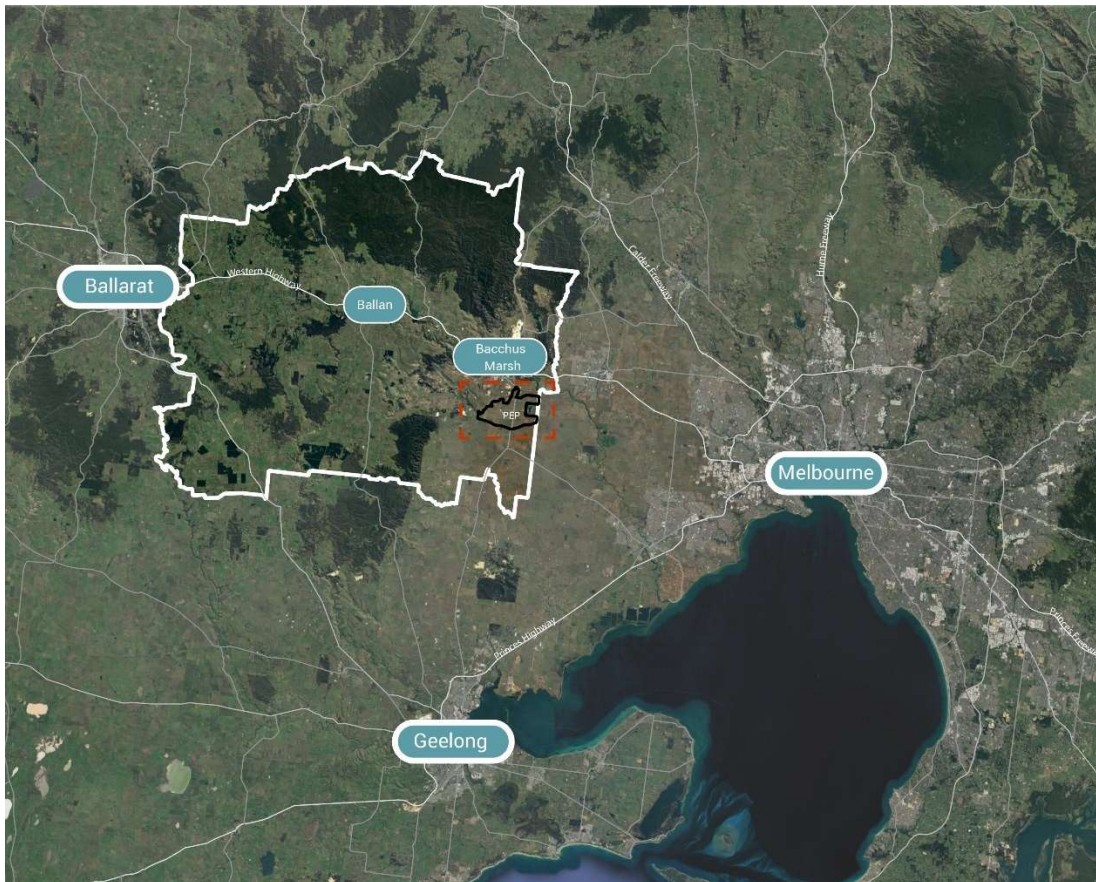 Calder Freeway
Hume Freeway
Ballarat
Western Highway
Ballan
Bacchus
Marsh
PEP
Melbourne
Princes Highway
Princes Freeway
Geelong